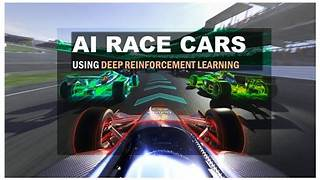 AI RACE CARS
USING DEEP REINFORCEMENT LEARNING